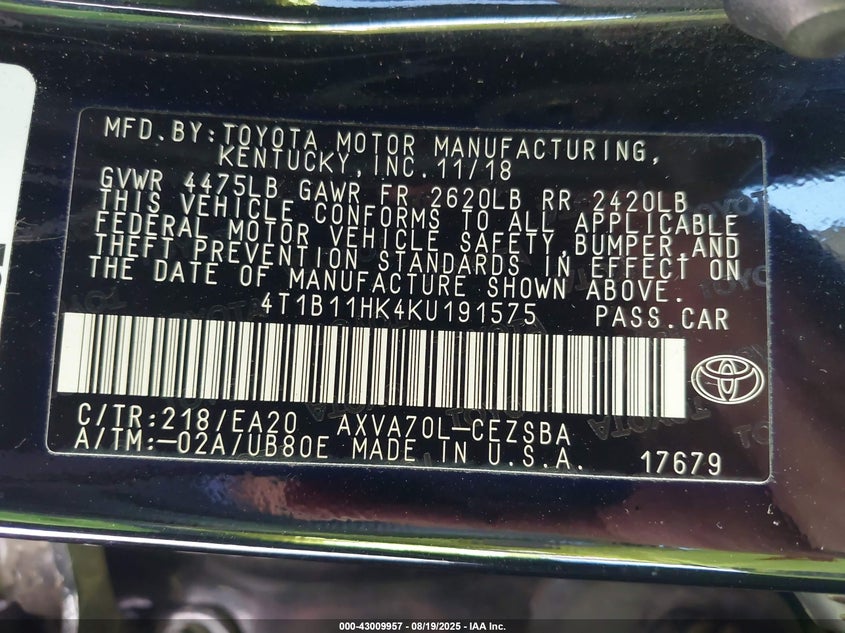 MFD.BY:TOYOTA MOTOR MANUFACTURING,
KENTUCKY,INC.11/18
GVWR 4475LB GAWR FR 2620LB RR 2420LB
THIS VEHICLE CONFORMS TO ALL APPLICABLE
FEDERAL MOTOR VEHICLE SAFETY,BUMPER,AND
THEFT PREVENTION STANDARDS IN EFFECT ON
THE DATE OF MANUFACTURE SHOWN ABOVE.
4T1B11HK4KU191575 PASS.CAR
C/TR:218/EA20 AXVA70L-CEZSBA
A/TM:-02A/UB80E MADE IN U.S.A. 17679
000-43009957 - 08/19/2025 - IAA Inc.